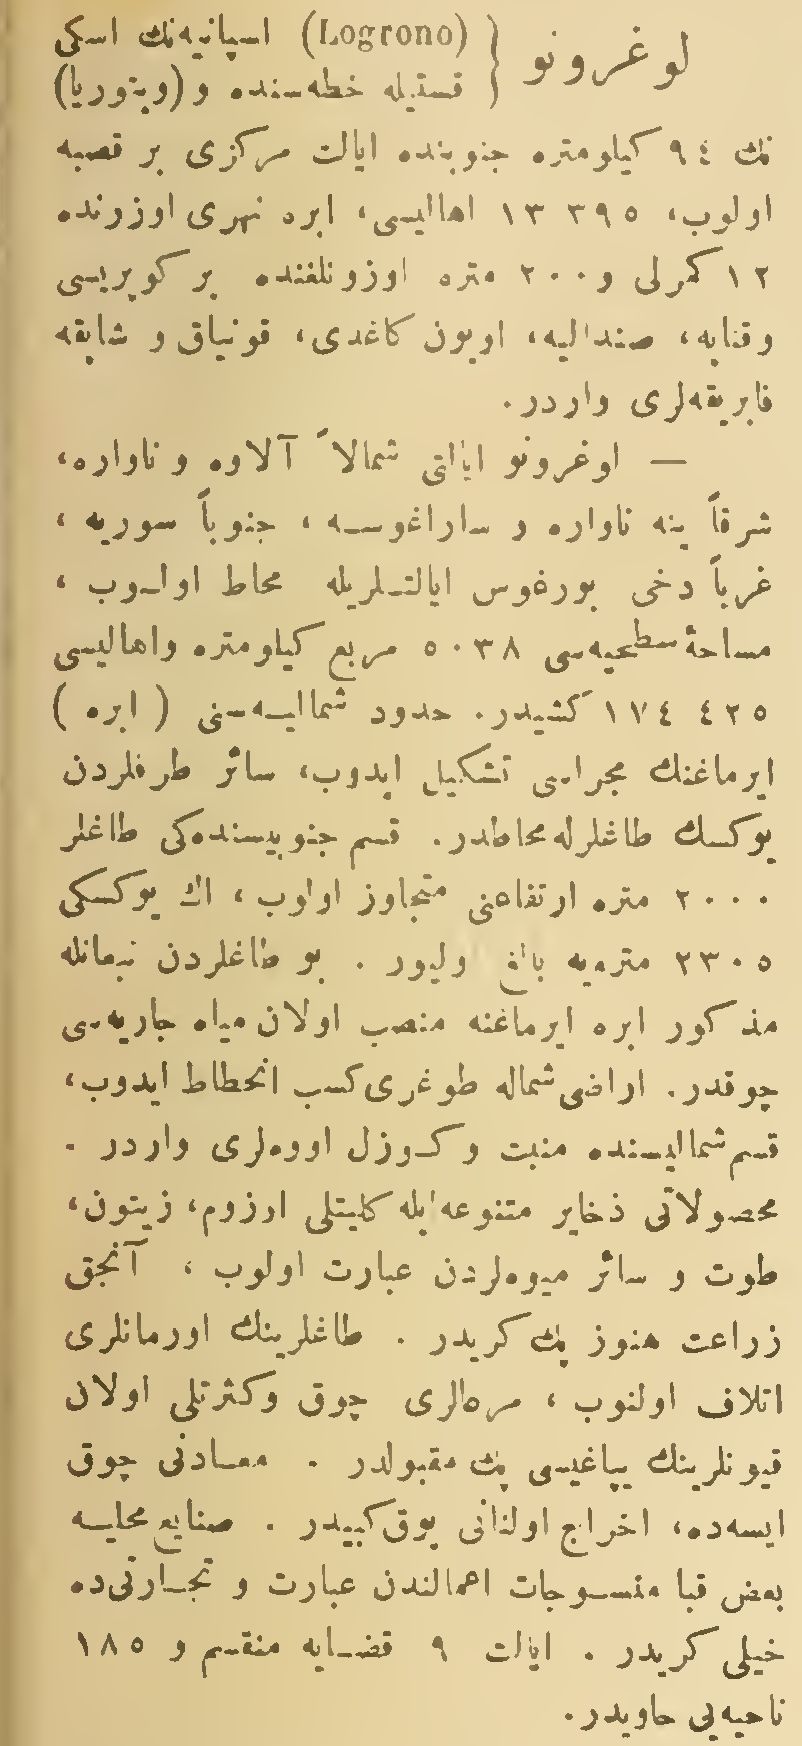 لوغرونو } (Logrono) اسپانیه‌نك اسكی
قستیله خطه‌سنده و (ویتوریا)
نك ٩٤ كیلومتره جنوبنده ایالت مركزی بر قصبه
اولوب، ١٣ ٣٩٥ اهالیسی، ابره نهری اوزرنده
١٢ كمرلی و ٢٠٠ متره اوزونلغنده بر كوپریسی
وقنابه، صندالیه، اویون كاغدی، قونیاق و شابقه
فابریقه‌لری واردر.
— لوغرونو ایالتی شمالاً آلاوه و ناواره،
شرقاً ینه ناواره و ساراغوسه، جنوباً سوریه،
غرباً دخی بورغوس ایالتلریله محاط اولوب،
مساحهٔ سطحیه‌سی ٥٠٣٨ مربع كیلومتره واهالیسی
١٧٤ ٤٢٥ كشیدر. حدود شمالیه‌سنی (ابره)
ایرماغنك مجراسی تشكیل ایدوب، سائر طرفلردن
یوكسك طاغلرله محاطدر. قسم جنوبیسنده‌كی طاغلر
٢٠٠٠ متره ارتفاعنی متجاوز اولوب، اك یوكسكی
٢٣٠٥ متره‌یه بالغ اولیور. بو طاغلردن نبعانله
مذكور ابره ایرماغنه منصب اولان میاه جاریه‌سی
چوقدر. اراضی شماله طوغری كسب انحطاط ایدوب،
قسم شمالیسنده منبت و كوزل اووه‌لری واردر.
محصولاتی ذخایر متنوعه ایله كلیتلی اوزوم، زیتون،
طوت و سائر میوه‌لردن عبارت اولوب، آنجق
زراعت هنوز پك كریدر. طاغلرینك اورمانلری
اتلاف اولنوب، مرعالری چوق وكثرتلی اولان
قیونلرینك یپاغیسی پك مقبولدر. معادنی چوق
ایسه‌ده، اخراج اولنانی یوق كبیدر. صنایع محلیه
بعض قبا منسوجات اعمالندن عبارت و تجارتی ده
خیلی كریدر. ایالت ٩ قضایه منقسم و ١٨٥
ناحیه‌یی حاویدر.